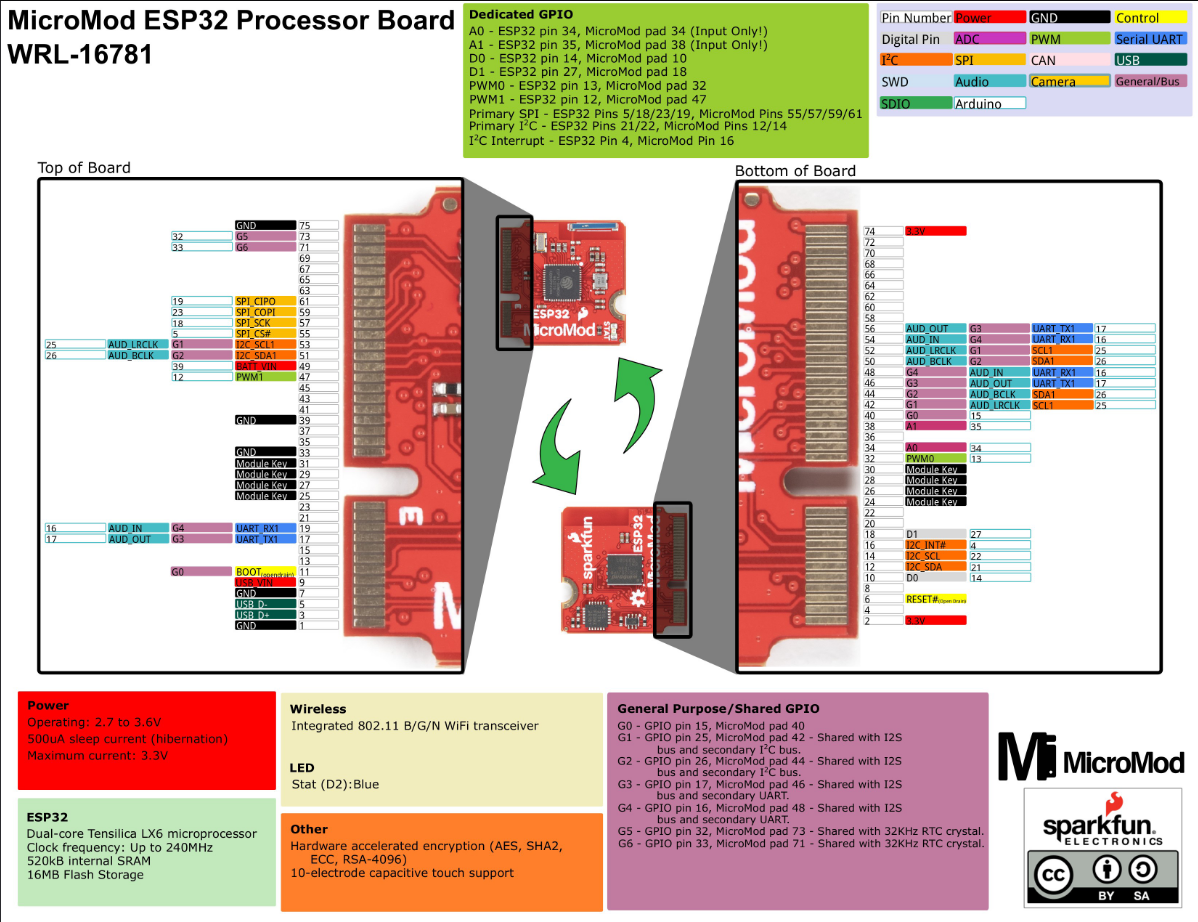 MicroMod ESP32 Processor Board
WRL-16781
Dedicated GPIO
A0 - ESP32 pin 34, MicroMod pad 34 (Input Only!)
A1 - ESP32 pin 35, MicroMod pad 38 (Input Only!)
D0 - ESP32 pin 14, MicroMod pad 10
D1 - ESP32 pin 27, MicroMod pad 18
PWM0 - ESP32 pin 13, MicroMod pad 32
PWM1 - ESP32 pin 12, MicroMod pad 47
Primary SPI - ESP32 Pins 5/18/23/19, MicroMod Pins 55/57/59/61
Primary I²C - ESP32 Pins 21/22, MicroMod Pins 12/14
I²C Interrupt - ESP32 Pin 4, MicroMod Pin 16
Pin Number Power GND Control
Digital Pin ADC PWM Serial UART
I²C SPI CAN USB
SWD Audio Camera General/Bus
SDIO Arduino
Top of Board
GND 75
32 G5 73
33 G6 71
69
67
65
63
19 SPI_CIPO 61
23 SPI_COPI 59
18 SPI_SCK 57
5 SPI_CS# 55
25 AUD_LRCLK G1 I2C_SCL1 53
26 AUD_BCLK G2 I2C_SDA1 51
39 BATT_VIN 49
12 PWM1 47
45
43
41
GND 39
37
35
GND 33
Module Key 31
Module Key 29
Module Key 27
Module Key 25
23
21
16 AUD_IN G4 UART_RX1 19
17 AUD_OUT G3 UART_TX1 17
15
13
G0 BOOT(opendrain) 11
USB_VIN 9
GND 7
USB D- 5
USB D+ 3
GND 1
E
M
ESP32
MicroMod
sparkfun
ESP32
MicroMod
Bottom of Board
74 3.3V
72
70
68
66
64
62
60
58
56 AUD_OUT G3 UART_TX1 17
54 AUD_IN G4 UART_RX1 16
52 AUD_LRCLK G1 SCL1 25
50 AUD_BCLK G2 SDA1 26
48 G4 AUD_IN UART_RX1 16
46 G3 AUD_OUT UART_TX1 17
44 G2 AUD_BCLK SDA1 26
42 G1 AUD_LRCLK SCL1 25
40 G0 15
38 A1 35
36
34 A0 34
32 PWM0 13
30 Module Key
28 Module Key
26 Module Key
24 Module Key
22
20
18 D1 27
16 I2C_INT# 4
14 I2C_SCL 22
12 I2C_SDA 21
10 D0 14
8
6 RESET#(Open Drain)
4
2 3.3V
Power
Operating: 2.7 to 3.6V
500uA sleep current (hibernation)
Maximum current: 3.3V
ESP32
Dual-core Tensilica LX6 microprocessor
Clock frequency: Up to 240MHz
520kB internal SRAM
16MB Flash Storage
Wireless
Integrated 802.11 B/G/N WiFi transceiver
LED
Stat (D2):Blue
Other
Hardware accelerated encryption (AES, SHA2,
ECC, RSA-4096)
10-electrode capacitive touch support
General Purpose/Shared GPIO
G0 - GPIO pin 15, MicroMod pad 40
G1 - GPIO pin 25, MicroMod pad 42 - Shared with I2S
bus and secondary I²C bus.
G2 - GPIO pin 26, MicroMod pad 44 - Shared with I2S
bus and secondary I²C bus.
G3 - GPIO pin 17, MicroMod pad 46 - Shared with I2S
bus and secondary UART.
G4 - GPIO pin 16, MicroMod pad 48 - Shared with I2S
bus and secondary UART.
G5 - GPIO pin 32, MicroMod pad 73 - Shared with 32KHz RTC crystal.
G6 - GPIO pin 33, MicroMod pad 71 - Shared with 32KHz RTC crystal.
MicroMod
sparkfun
ELECTRONICS
CC BY SA